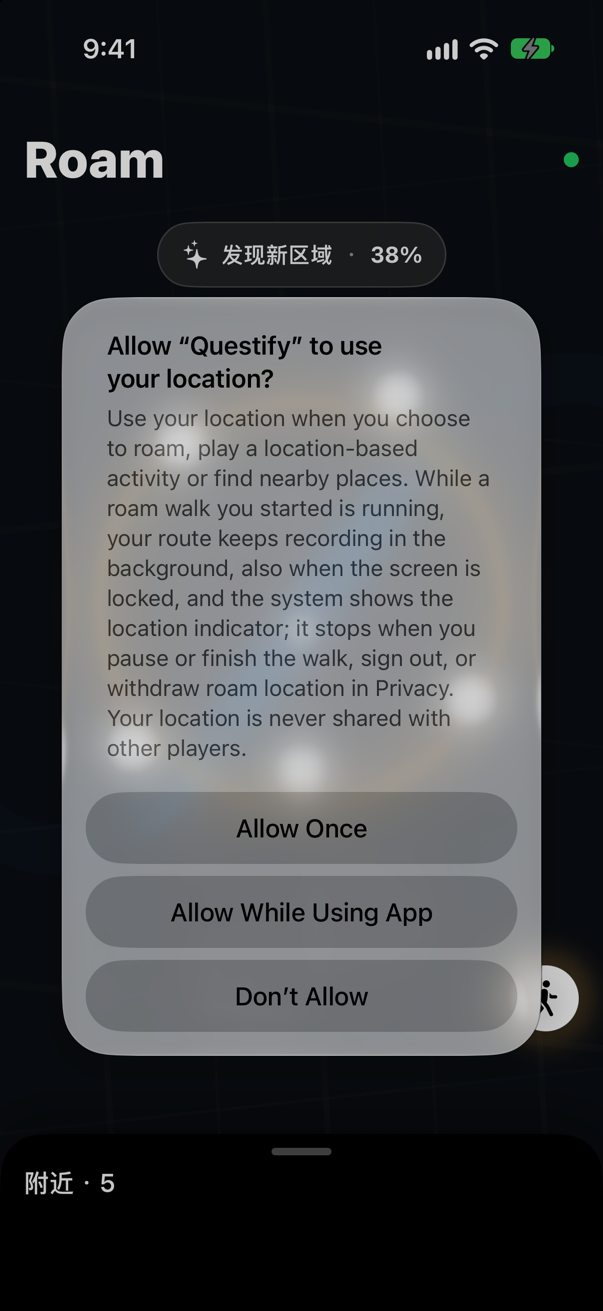 9:41
Roam
发现新区域 · 38%
Allow “Questify” to use
your location?
Use your location when you choose
to roam, play a location-based
activity or find nearby places. While a
roam walk you started is running,
your route keeps recording in the
background, also when the screen is
locked, and the system shows the
location indicator; it stops when you
pause or finish the walk, sign out, or
withdraw roam location in Privacy.
Your location is never shared with
other players.
Allow Once
Allow While Using App
Don’t Allow
附近 · 5